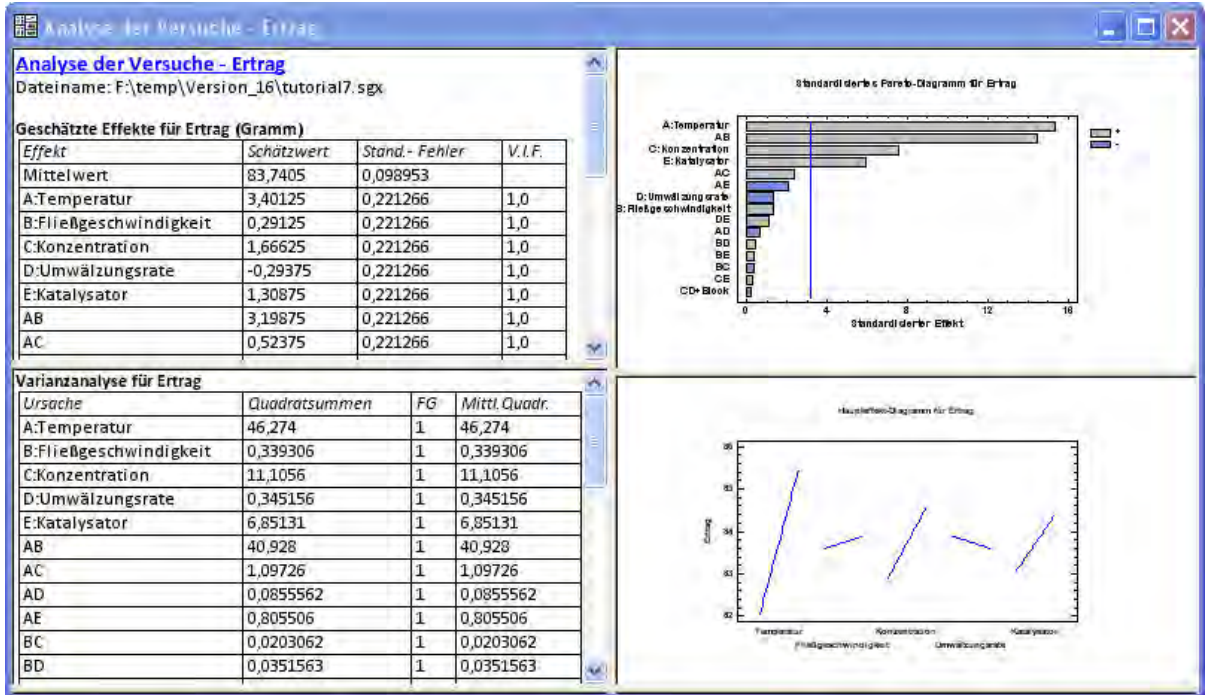 Analyse der Versuche - Ertrag
Analyse der Versuche - Ertrag
Dateiname: F:\temp\Version_16\tutorial7.sgx
Geschätzte Effekte für Ertrag (Gramm)
Effekt Schätzwert Stand.- Fehler V.I.F.
Mittelwert 83,7405 0,098953
A:Temperatur 3,40125 0,221266 1,0
B:Fließgeschwindigkeit 0,29125 0,221266 1,0
C:Konzentration 1,66625 0,221266 1,0
D:Umwälzungsrate -0,29375 0,221266 1,0
E:Katalysator 1,30875 0,221266 1,0
AB 3,19875 0,221266 1,0
AC 0,52375 0,221266 1,0
Standardisiertes Pareto-Diagramm für Ertrag
A:Temperatur
AB
C:Konzentration
E:Katalysator
AC
AE
D:Umwälzungsrate
B:Fließgeschwindigkeit
DE
AD
BD
BE
BC
CE
CD+Block
0 4 8 12 16
Standardisierter Effekt
+
-
Varianzanalyse für Ertrag
Ursache Quadratsummen FG Mittl.Quadr.
A:Temperatur 46,274 1 46,274
B:Fließgeschwindigkeit 0,339306 1 0,339306
C:Konzentration 11,1056 1 11,1056
D:Umwälzungsrate 0,345156 1 0,345156
E:Katalysator 6,85131 1 6,85131
AB 40,928 1 40,928
AC 1,09726 1 1,09726
AD 0,0855562 1 0,0855562
AE 0,805506 1 0,805506
BC 0,0203062 1 0,0203062
BD 0,0351563 1 0,0351563
Haupteffekt-Diagramm für Ertrag
86
85
84
83
82
Ertrag
Temperatur Konzentration Katalysator
Fließgeschwindigkeit Umwälzungsrate